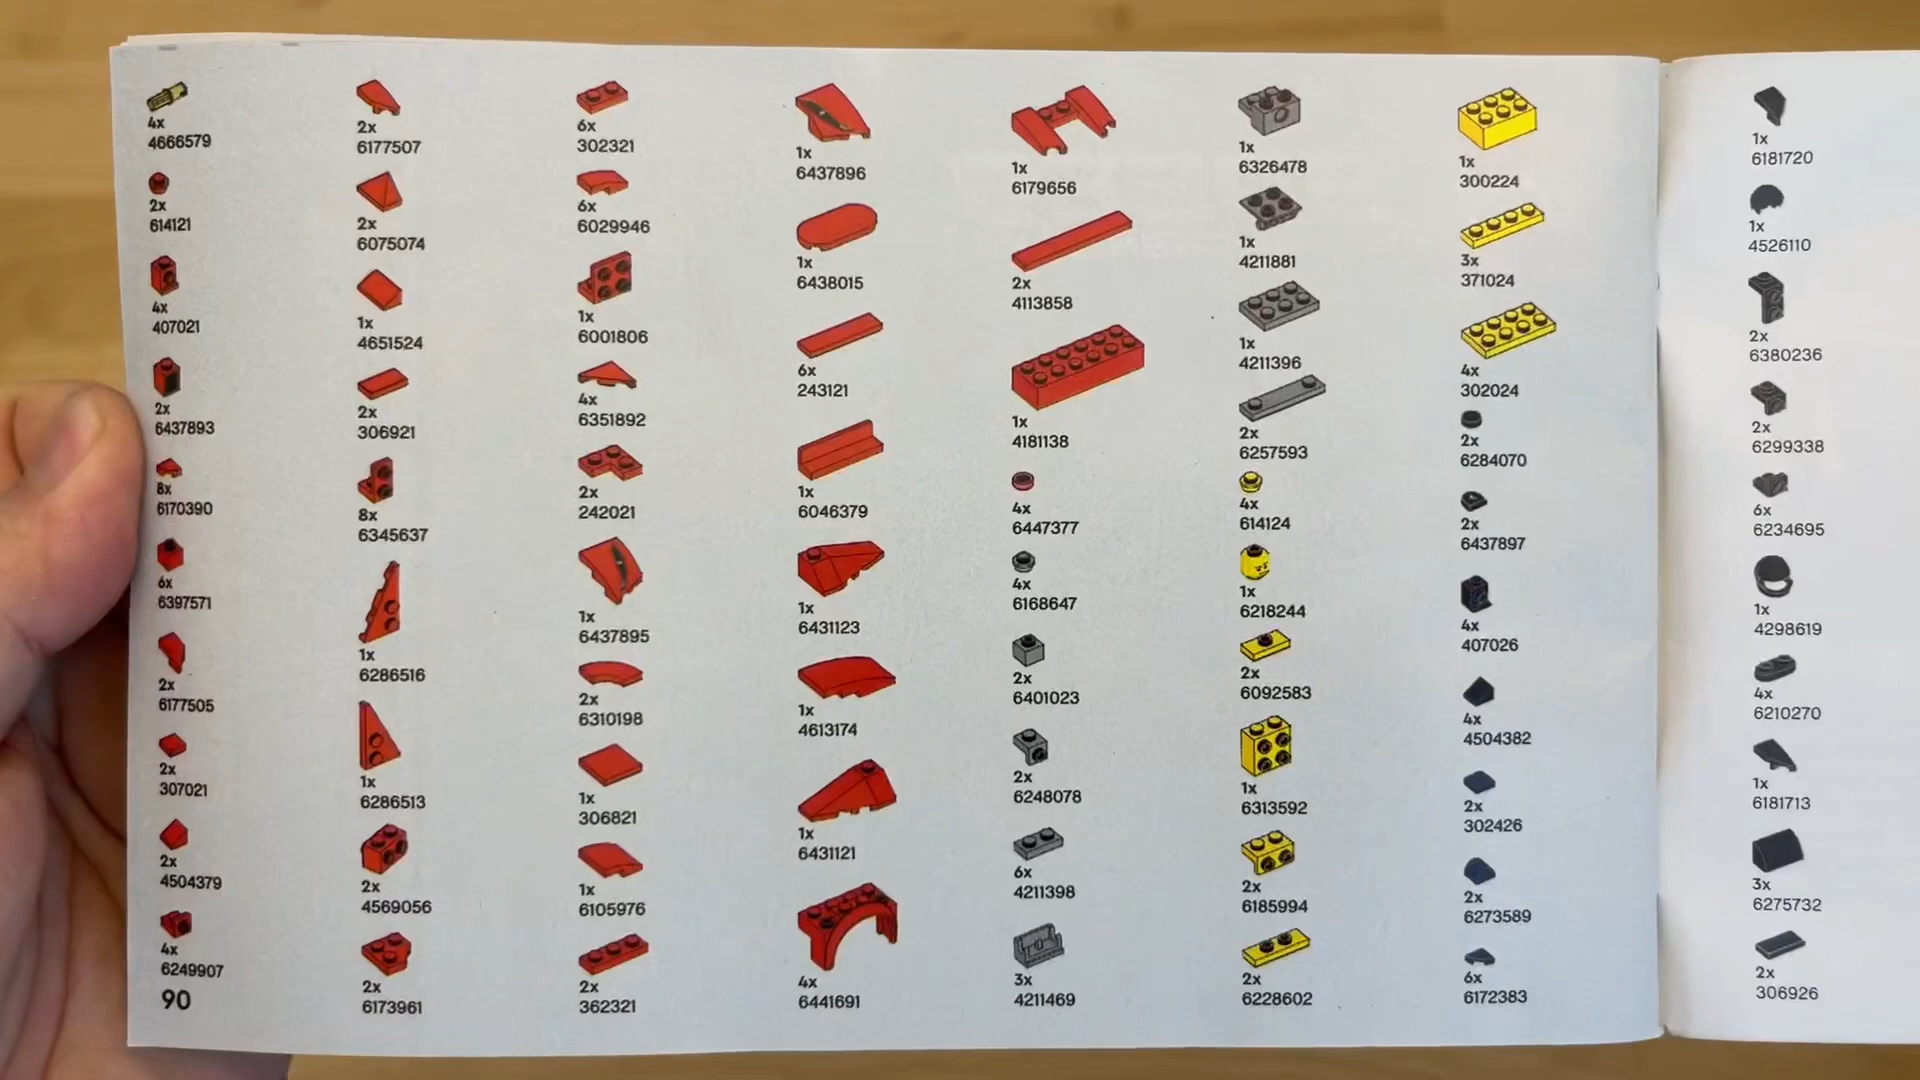 4x
4666579
2x
614121
4x
407021
2x
6437893
8x
6170390
6x
6397571
2x
6177505
2x
307021
2x
4504379
4x
6249907
90
2x
6177507
2x
6075074
1x
4651524
2x
306921
8x
6345637
1x
6286516
1x
6286513
2x
4569056
2x
6173961
6x
302321
6x
6029946
1x
6001806
4x
6351892
2x
242021
1x
6437895
2x
6310198
1x
306821
1x
6105976
2x
362321
1x
6437896
1x
6438015
6x
243121
1x
6046379
1x
6431123
1x
4613174
1x
6431121
4x
6441691
1x
6179656
2x
4113858
1x
4181138
4x
6447377
4x
6168647
2x
6401023
2x
6248078
6x
4211398
3x
4211469
1x
6326478
1x
4211881
1x
4211396
2x
6257593
4x
614124
1x
6218244
2x
6092583
1x
6313592
2x
6185994
2x
6228602
1x
300224
3x
371024
4x
302024
2x
6284070
2x
6437897
4x
407026
4x
4504382
2x
302426
2x
6273589
6x
6172383
1x
6181720
1x
4526110
2x
6380236
2x
6299338
6x
6234695
1x
4298619
4x
6210270
1x
6181713
3x
6275732
2x
306926